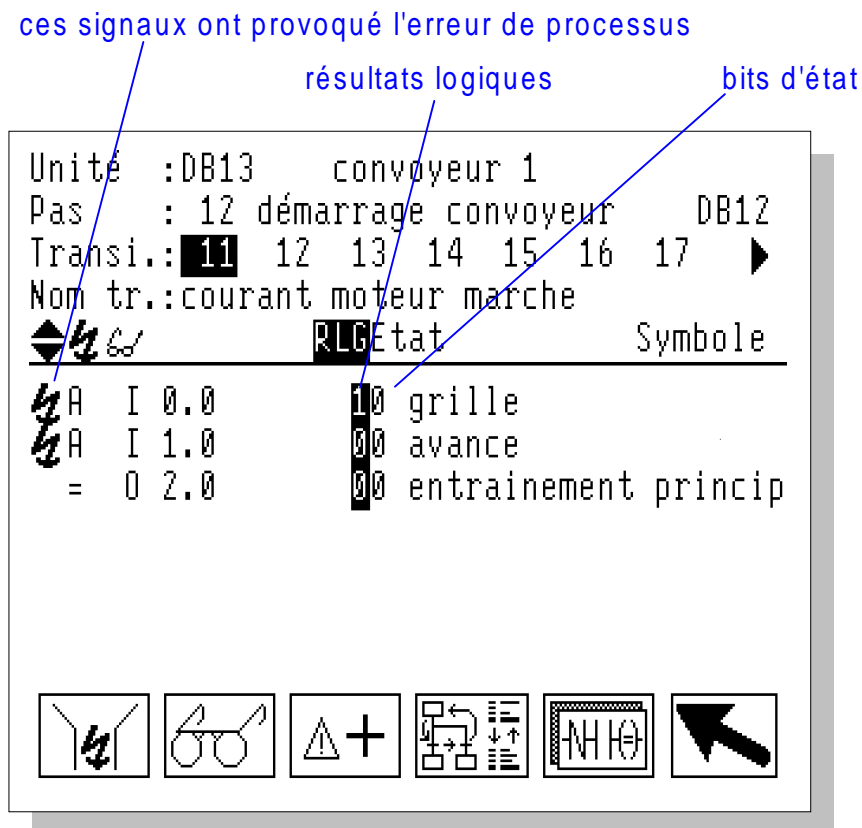 ces signaux ont provoqué l'erreur de processus
résultats logiques bits d'état
Unité :DB13 convoyeur 1
Pas : 12 démarrage convoyeur DB12
Transi.: 11 12 13 14 15 16 17
Nom tr.:courant moteur marche
RLGEtat Symbole
A I 0.0 10 grille
A I 1.0 00 avance
= O 2.0 00 entrainement princip